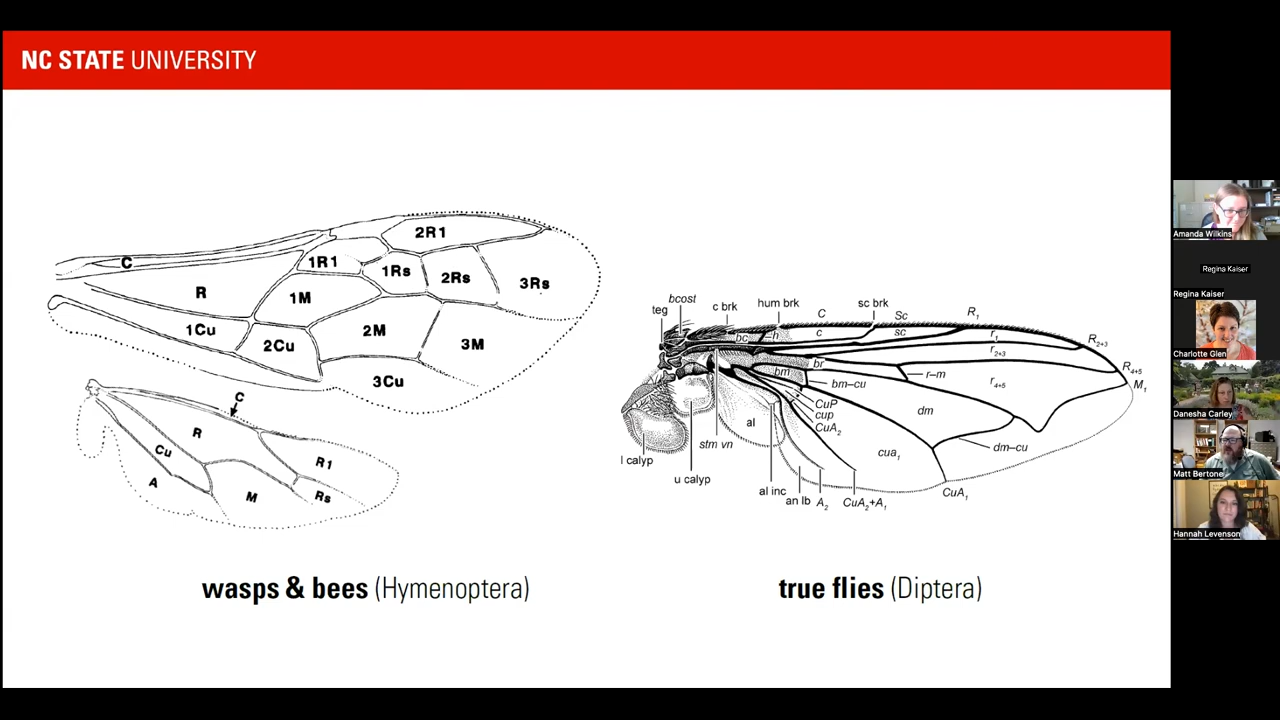 NC STATE UNIVERSITY
2R1
C
1R1
1Rs
2Rs
3Rs
R
1M
1Cu
2M
2Cu
3M
3Cu
C
R
Cu
R1
A
M
Rs
wasps & bees (Hymenoptera)
teg
bcost
c brk
hum brk
C
sc brk
Sc
R1
bc
h
c
sc
r1
R2+3
r2+3
br
bm
r–m
r4+5
R4+5
M1
bm–cu
CuP
cup
CuA2
dm
al
stm vn
cua1
dm–cu
l calyp
u calyp
al inc
an lb
A2
CuA2+A1
CuA1
true flies (Diptera)
Amanda Wilkins
Regina Kaiser
Regina Kaiser
Charlotte Glen
Danesha Carley
Matt Bertone
Hannah Levenson